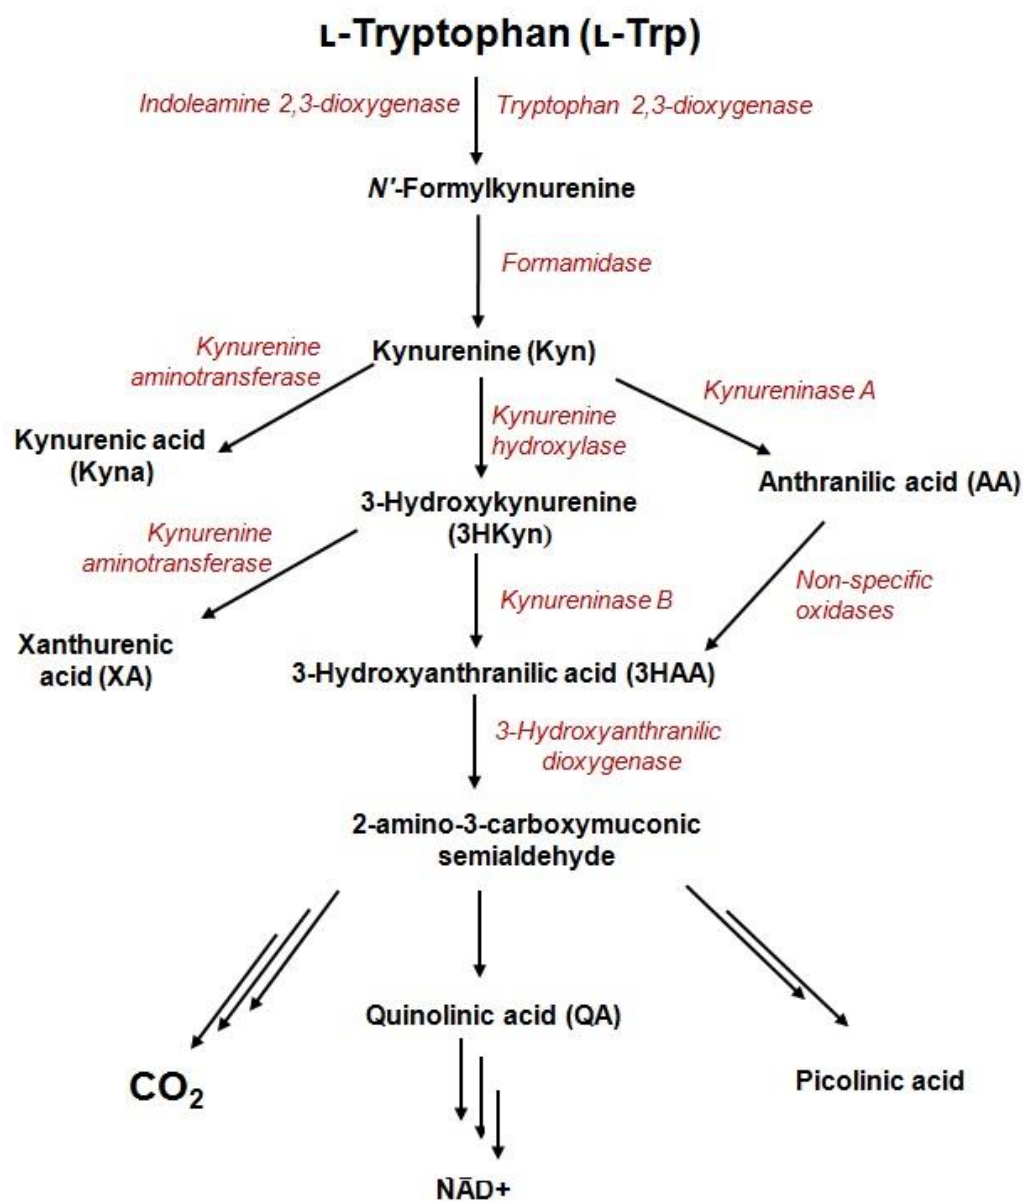 L-Tryptophan (L-Trp)
Indoleamine 2,3-dioxygenase
Tryptophan 2,3-dioxygenase
N'-Formylkynurenine
Formamidase
Kynurenine
aminotransferase
Kynurenine (Kyn)
Kynureninase A
Kynurenine
hydroxylase
Kynurenic acid
(Kyna)
Anthranilic acid (AA)
3-Hydroxykynurenine
(3HKyn)
Kynurenine
aminotransferase
Kynureninase B
Non-specific
oxidases
Xanthurenic
acid (XA)
3-Hydroxyanthranilic acid (3HAA)
3-Hydroxyanthranilic
dioxygenase
2-amino-3-carboxymuconic
semialdehyde
Quinolinic acid (QA)
CO₂
Picolinic acid
NAD+